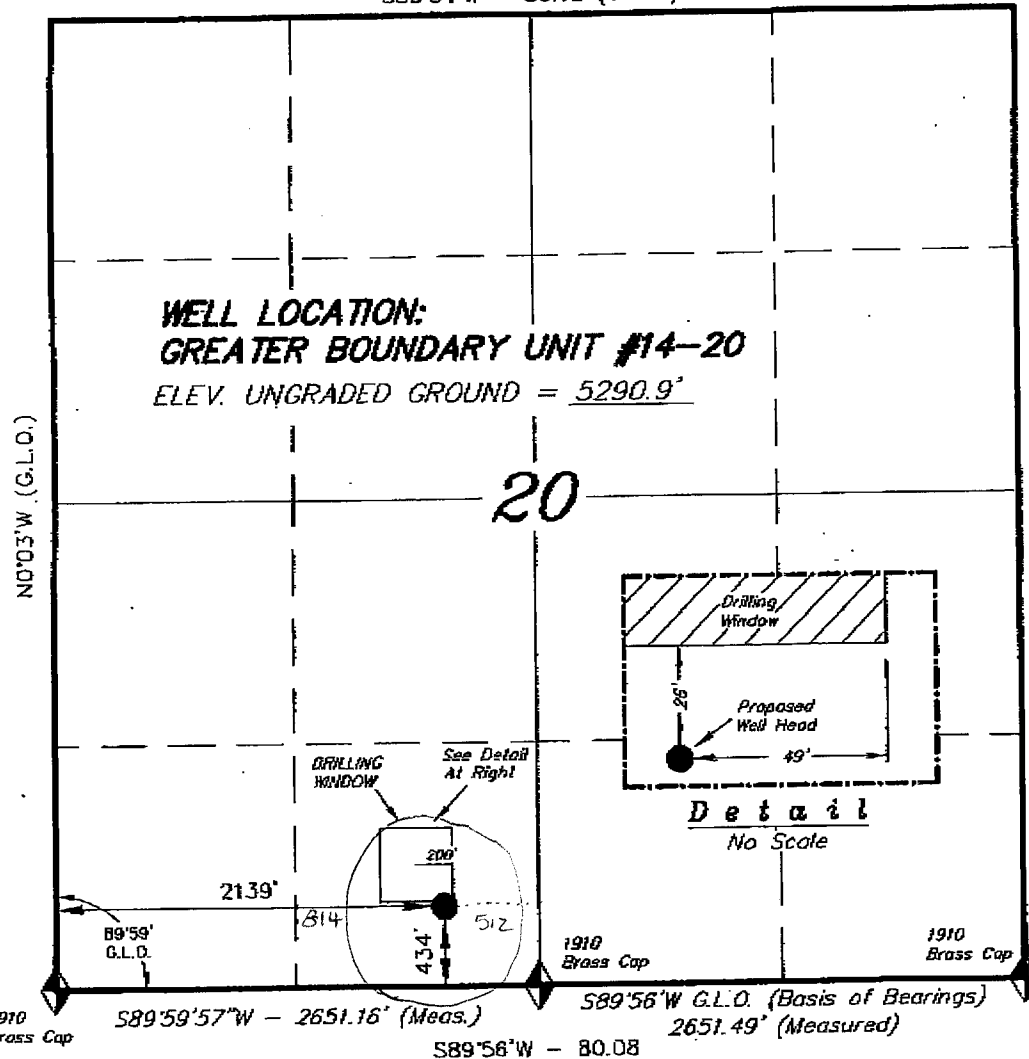 WELL LOCATION:
GREATER BOUNDARY UNIT #14-20
ELEV. UNGRADED GROUND = 5290.9'
N0°03'W (G.L.O.)
20
Drilling
Window
26'
Proposed
Well Head
49'
Detail
No Scale
DRILLING
WINDOW
See Detail
At Right
200'
2139'
814
512
434'
89°59'
G.L.O.
1910
Brass Cap
1910
Brass Cap
1910
Brass Cap
S89°59'57"W - 2651.16' (Meas.)
S89°56'W G.L.O. (Basis of Bearings)
2651.49' (Measured)
S89°56'W - 80.08